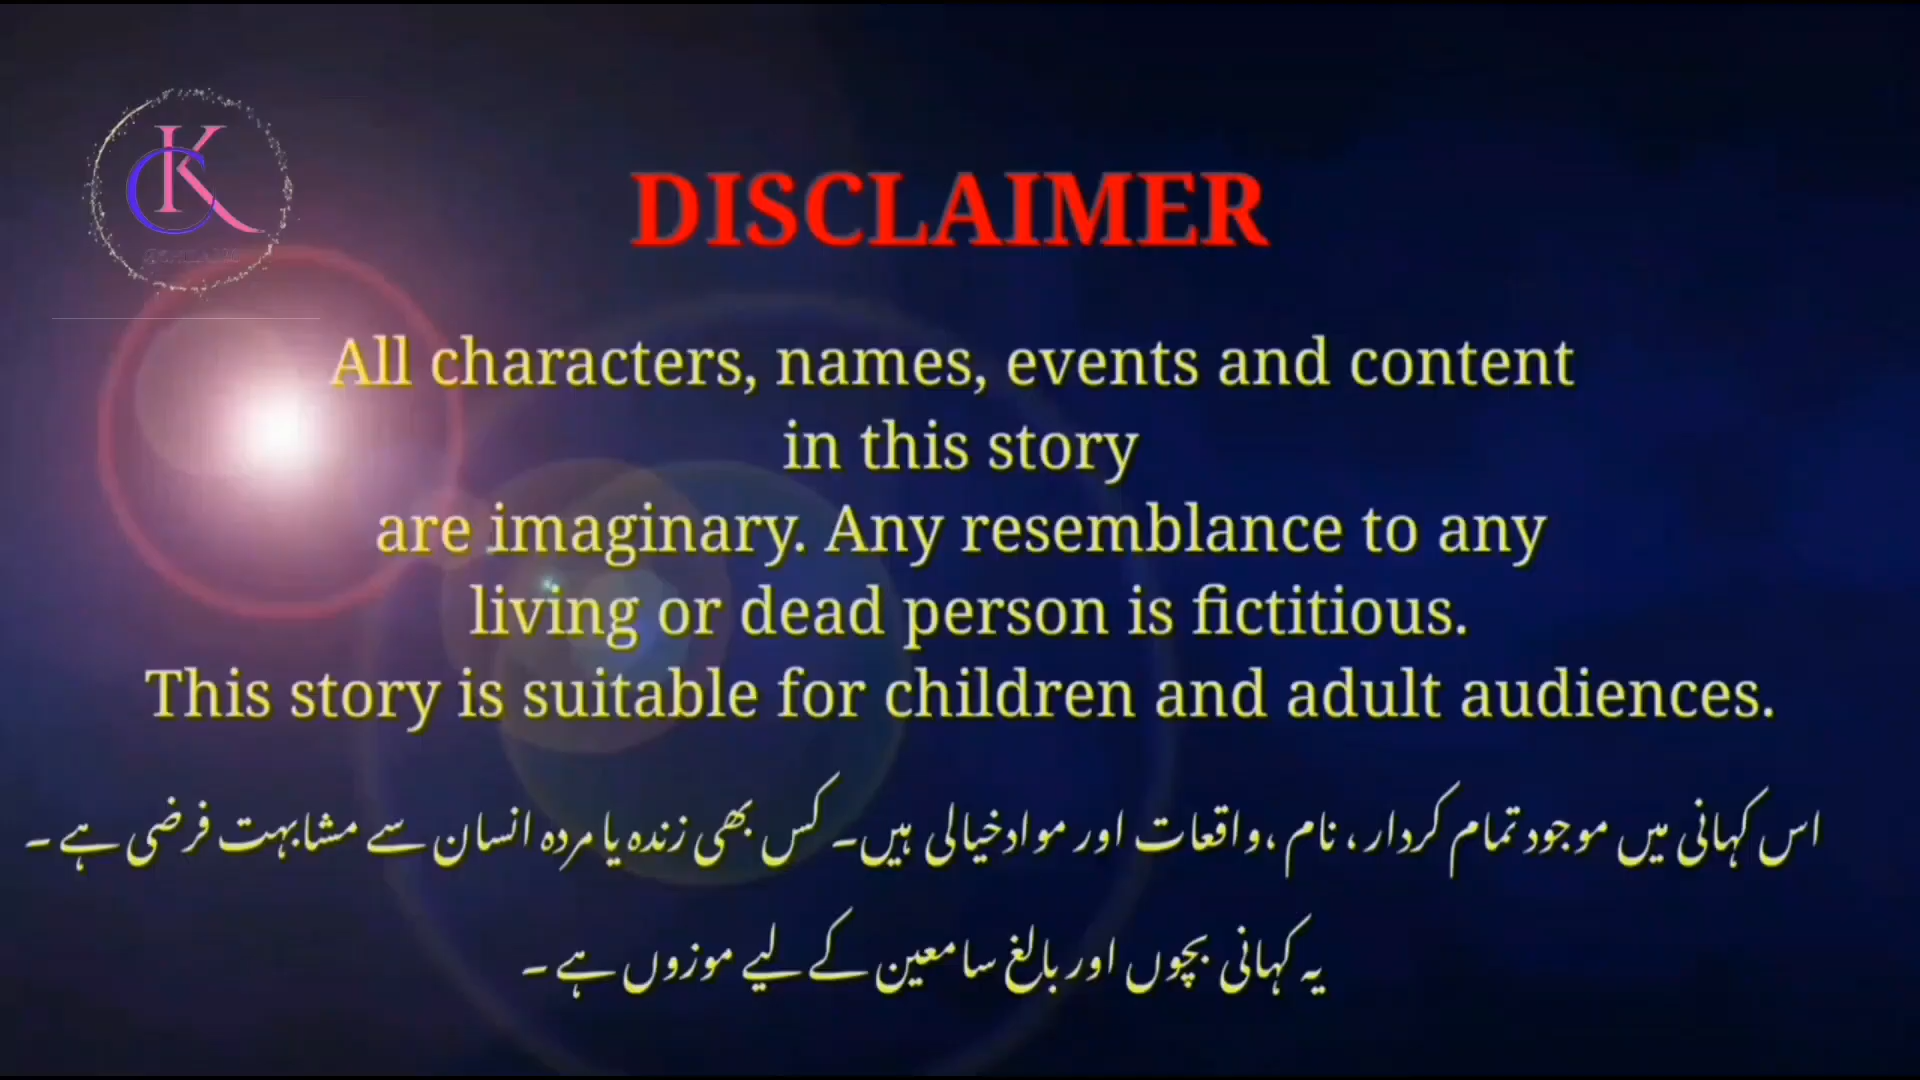 CK
DISCLAIMER
All characters, names, events and content
in this story
are imaginary. Any resemblance to any
living or dead person is fictitious.
This story is suitable for children and adult audiences.
اس کہانی میں موجود تمام کردار، نام ،واقعات اور مواد خیالی ہیں۔ کس بھی زندہ یا مردہ انسان سے مشابہت فرضی ہے ۔
یہ کہانی بچوں اور بالغ سامعین کے لیے موزوں ہے ۔